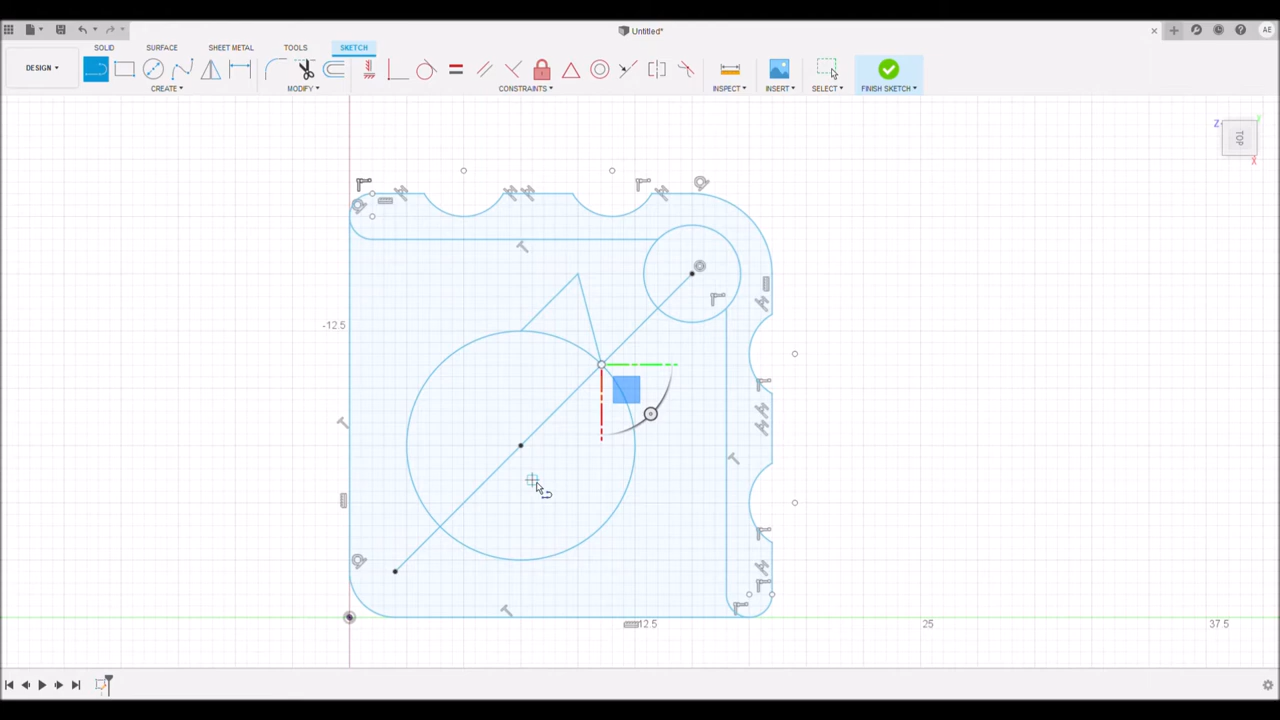 Untitled*
AE
SOLID
SURFACE
SHEET METAL
TOOLS
SKETCH
DESIGN
CREATE
MODIFY
CONSTRAINTS
INSPECT
INSERT
SELECT
FINISH SKETCH
Z
TOP
X
-12.5
12.5
25
37.5